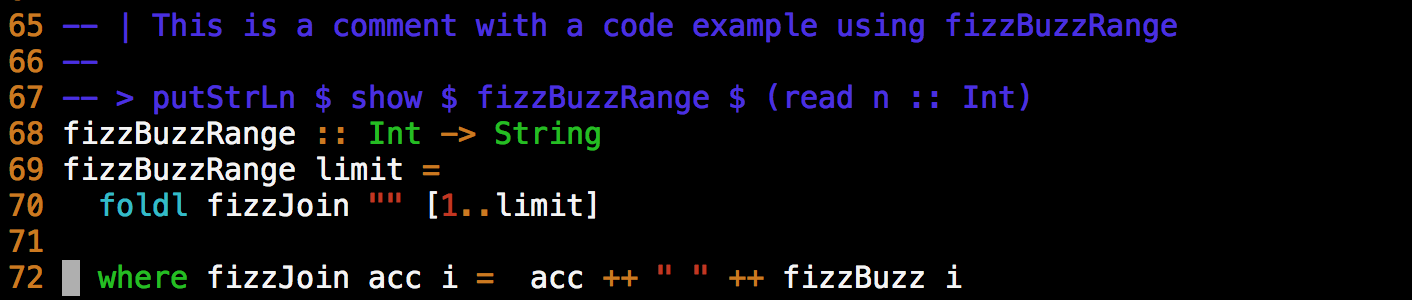 65 -- | This is a comment with a code example using fizzBuzzRange
66 --
67 -- > putStrLn $ show $ fizzBuzzRange $ (read n :: Int)
68 fizzBuzzRange :: Int -> String
69 fizzBuzzRange limit =
70   foldl fizzJoin "" [1..limit]
71
72   where fizzJoin acc i =  acc ++ " " ++ fizzBuzz i